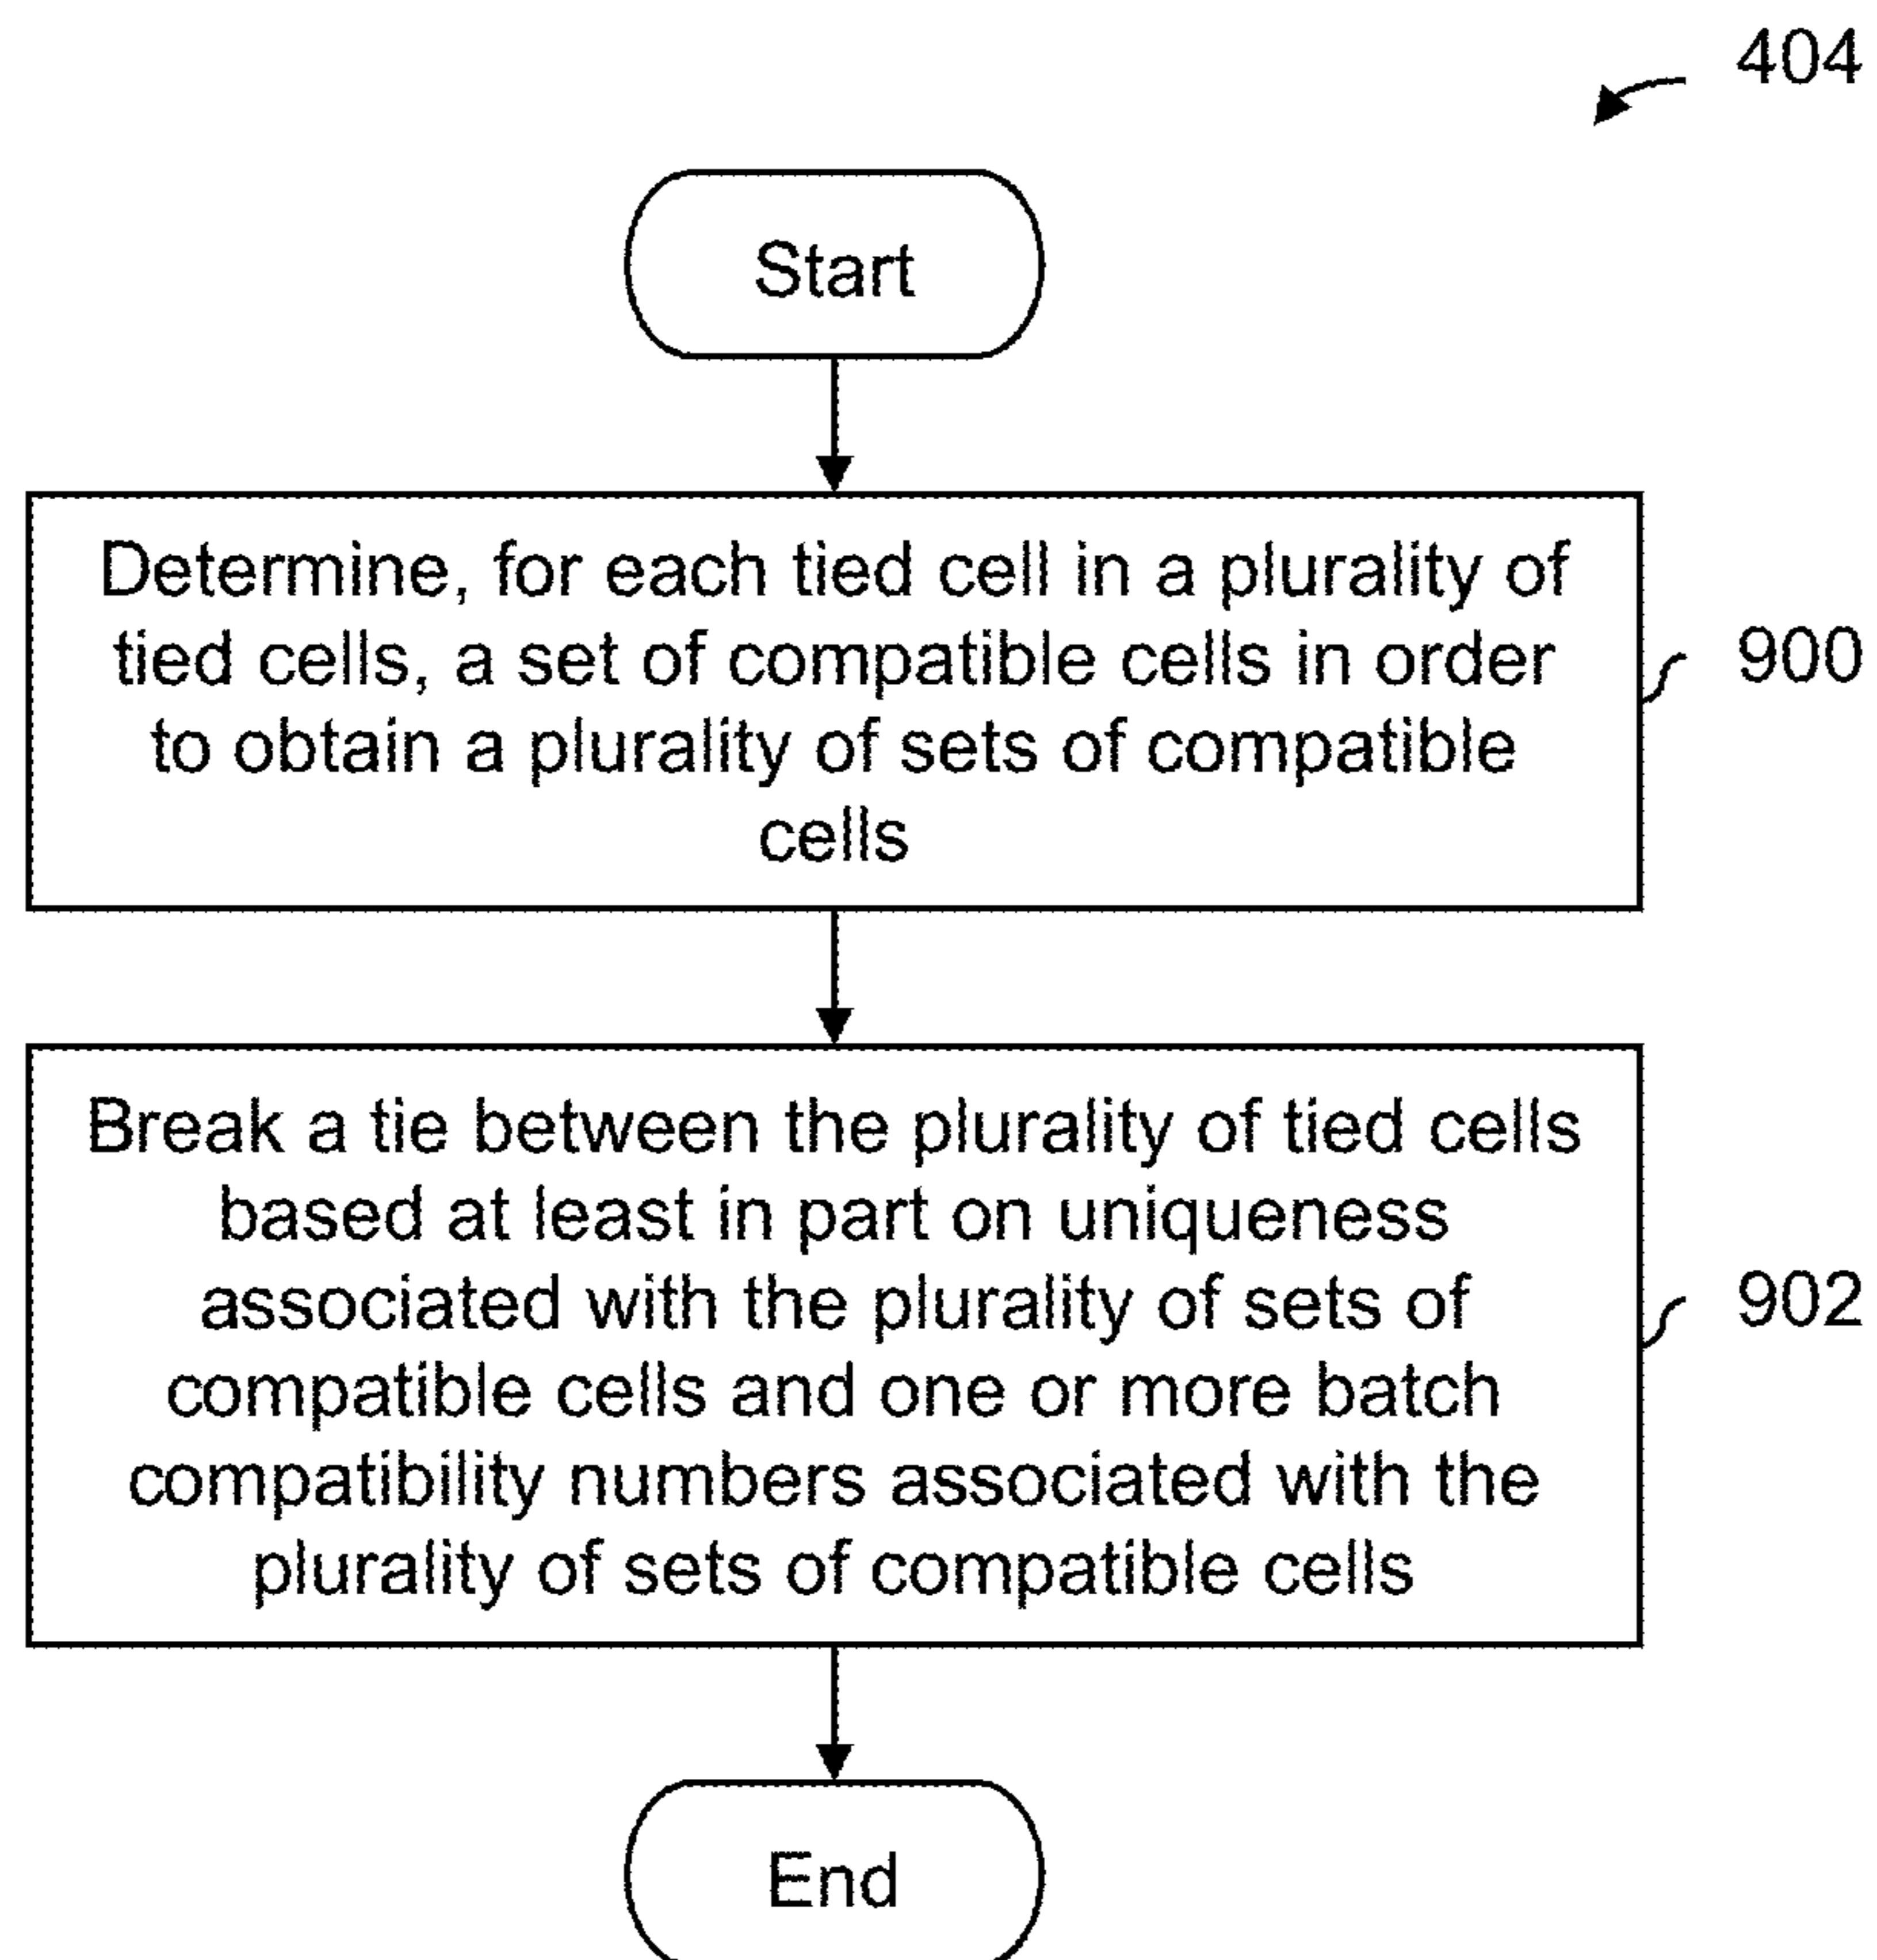 404
Start
Determine, for each tied cell in a plurality of
tied cells, a set of compatible cells in order
to obtain a plurality of sets of compatible
cells
900
Break a tie between the plurality of tied cells
based at least in part on uniqueness
associated with the plurality of sets of
compatible cells and one or more batch
compatibility numbers associated with the
plurality of sets of compatible cells
902
End